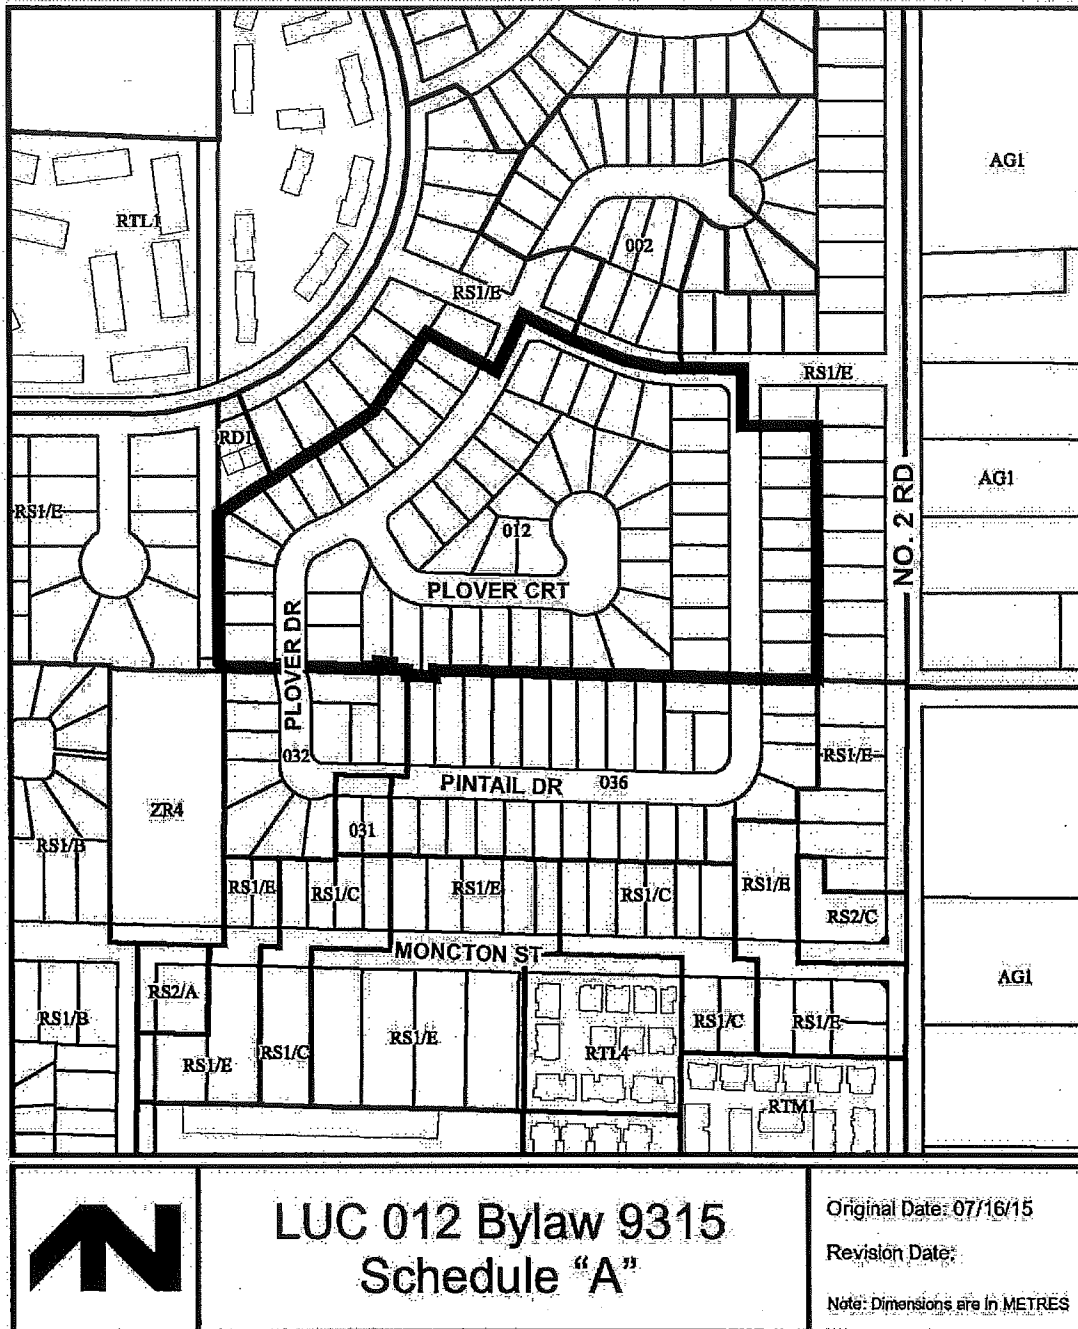 AG1
RTL1
002
RS1/E
RS1/E
RD1
AG1
RS1/E
NO. 2 RD
012
PLOVER CRT
PLOVER DR
032
RS1/E
PINTAIL DR
036
ZR4
031
RS1/B
RS1/E
RS1/C
RS1/E
RS1/C
RS1/E
RS2/C
MONCTON ST
AG1
RS2/A
RS1/B
RS1/C
RS1/E
RS1/E
RTL4
RS1/C
RS1/E
RTM1
LUC 012 Bylaw 9315
Schedule “A”
Original Date: 07/16/15
Revision Date:
Note: Dimensions are in METRES